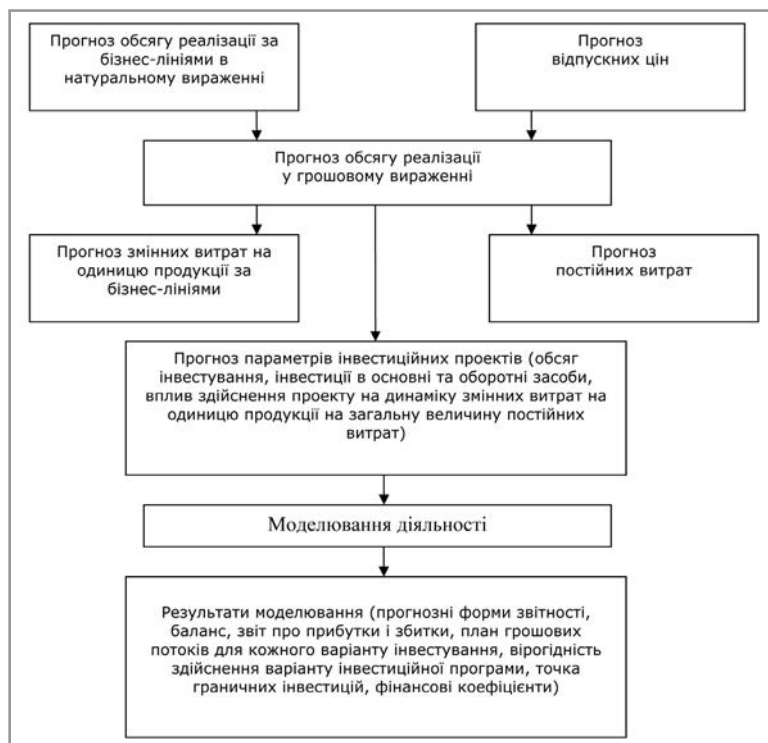 Прогноз обсягу реалізації за
бізнес-лініями в
натуральному вираженні
Прогноз
відпускних цін
Прогноз обсягу реалізації
у грошовому вираженні
Прогноз змінних витрат на
одиницю продукції за
бізнес-лініями
Прогноз
постійних витрат
Прогноз параметрів інвестиційних проектів (обсяг
інвестування, інвестиції в основні та оборотні засоби,
вплив здійснення проекту на динаміку змінних витрат на
одиницю продукції на загальну величину постійних
витрат)
Моделювання діяльності
Результати моделювання (прогнозні форми звітності,
баланс, звіт про прибутки і збитки, план грошових
потоків для кожного варіанту інвестування, вірогідність
здійснення варіанту інвестиційної програми, точка
граничних інвестицій, фінансові коефіцієнти)